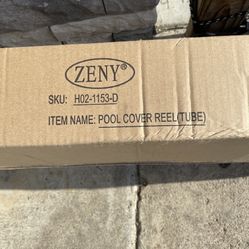 ZENY®
SKU: H02-1153-D
ITEM NAME: POOL COVER REEL(TUBE)